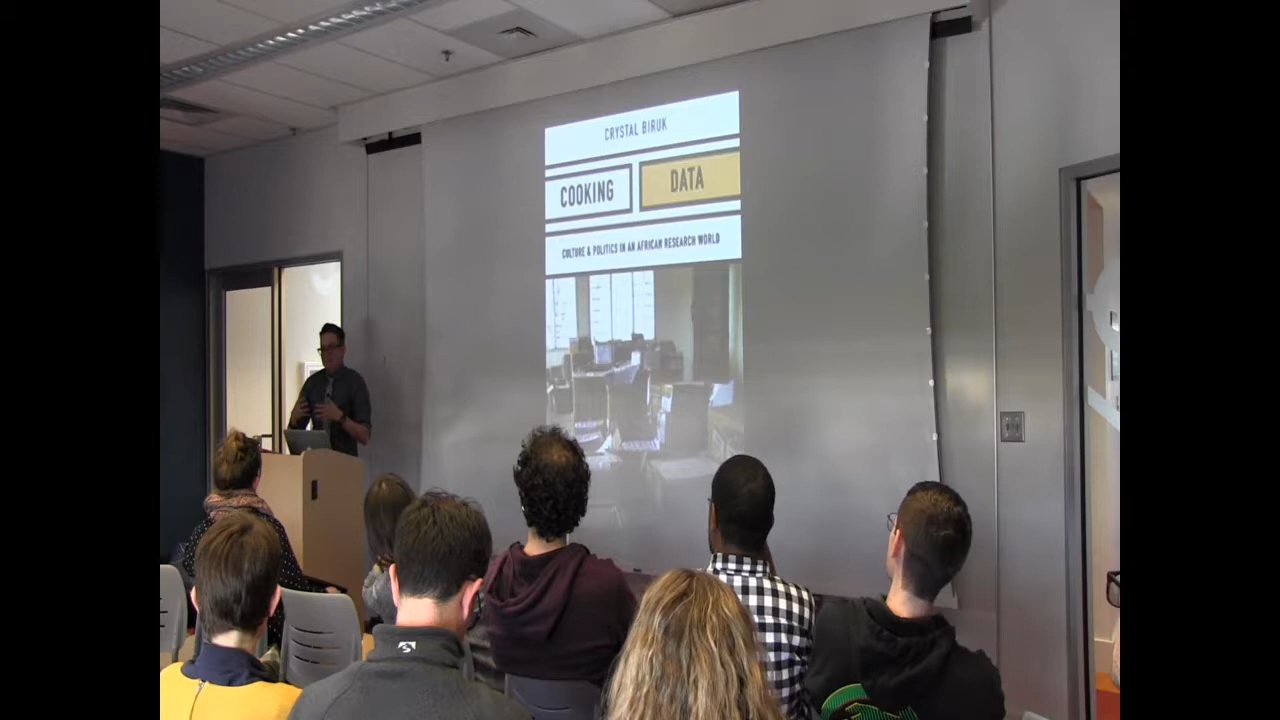 CRYSTAL BIRUK
COOKING
DATA
CULTURE & POLITICS IN AN AFRICAN RESEARCH WORLD